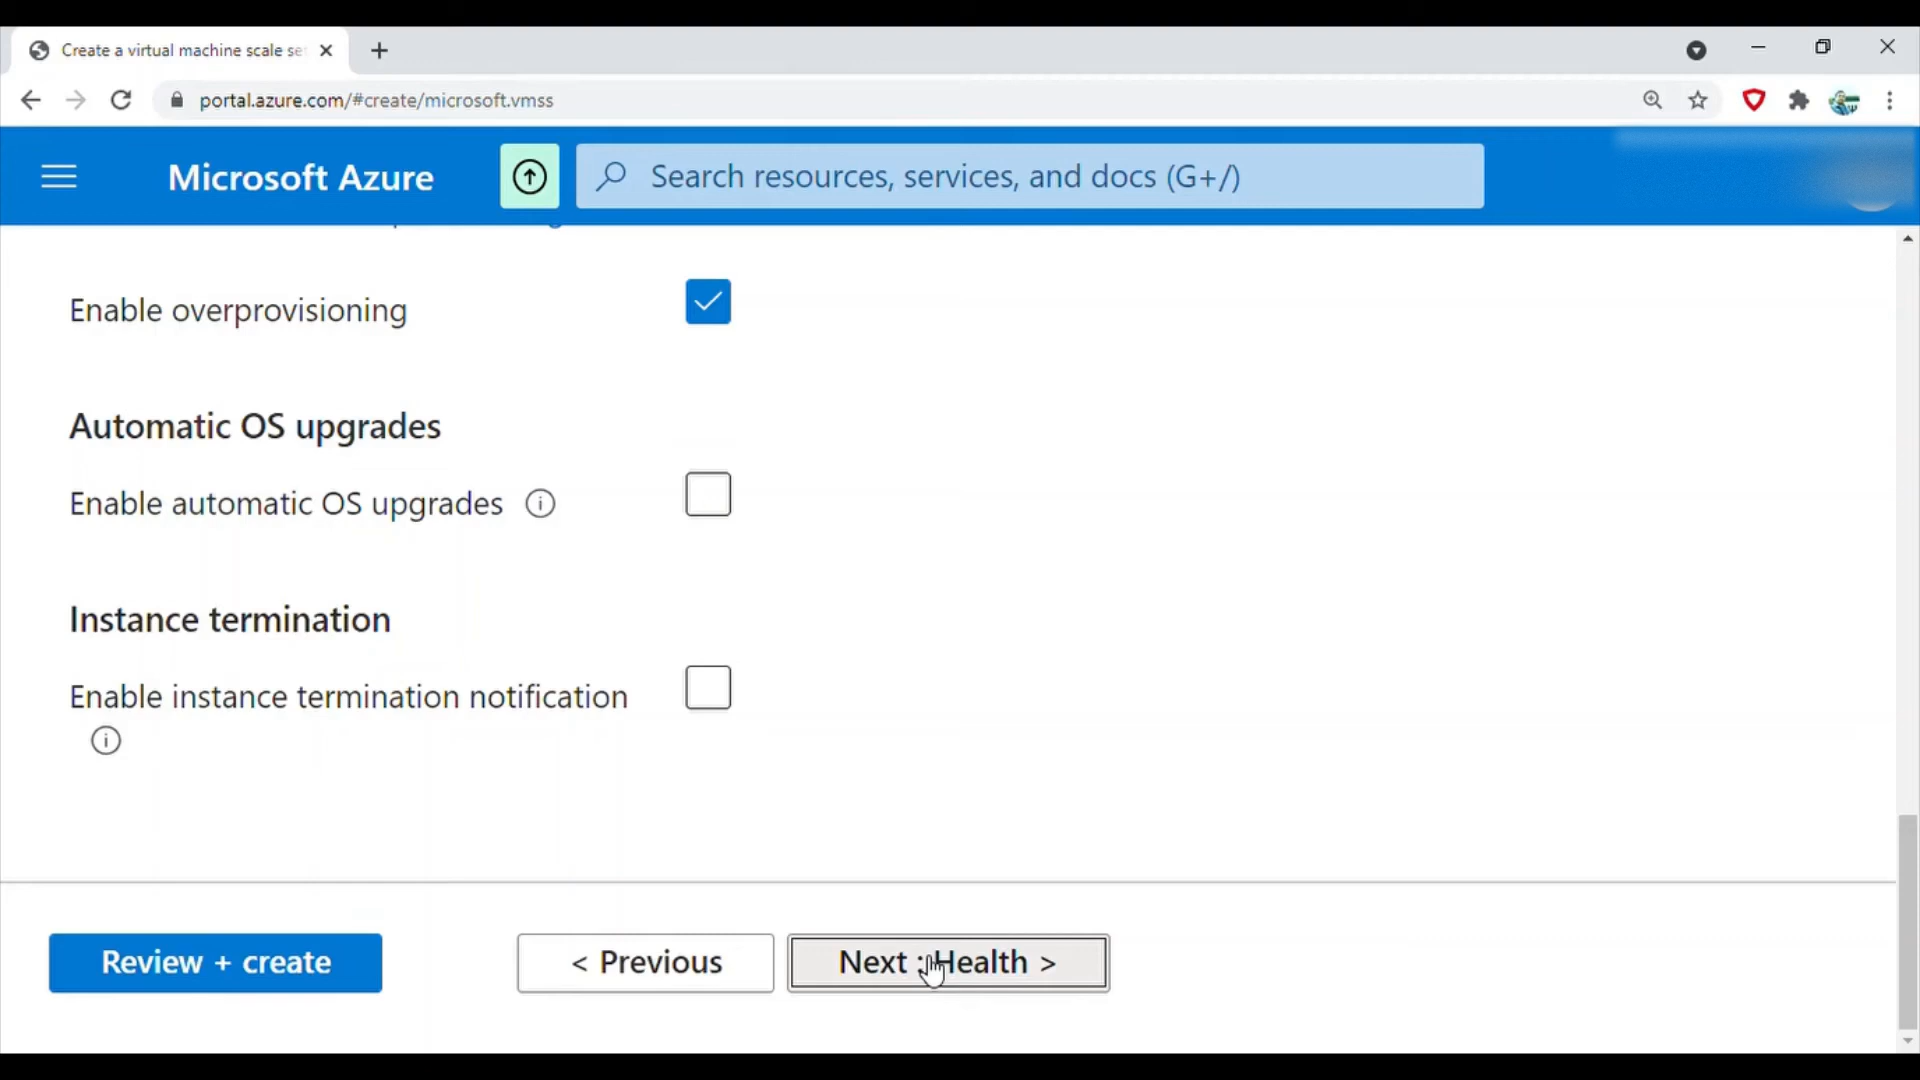 Create a virtual machine scale se
portal.azure.com/#create/microsoft.vmss
Microsoft Azure
Search resources, services, and docs (G+/)
Enable overprovisioning
Automatic OS upgrades
Enable automatic OS upgrades
Instance termination
Enable instance termination notification
Review + create
< Previous
Next : Health >